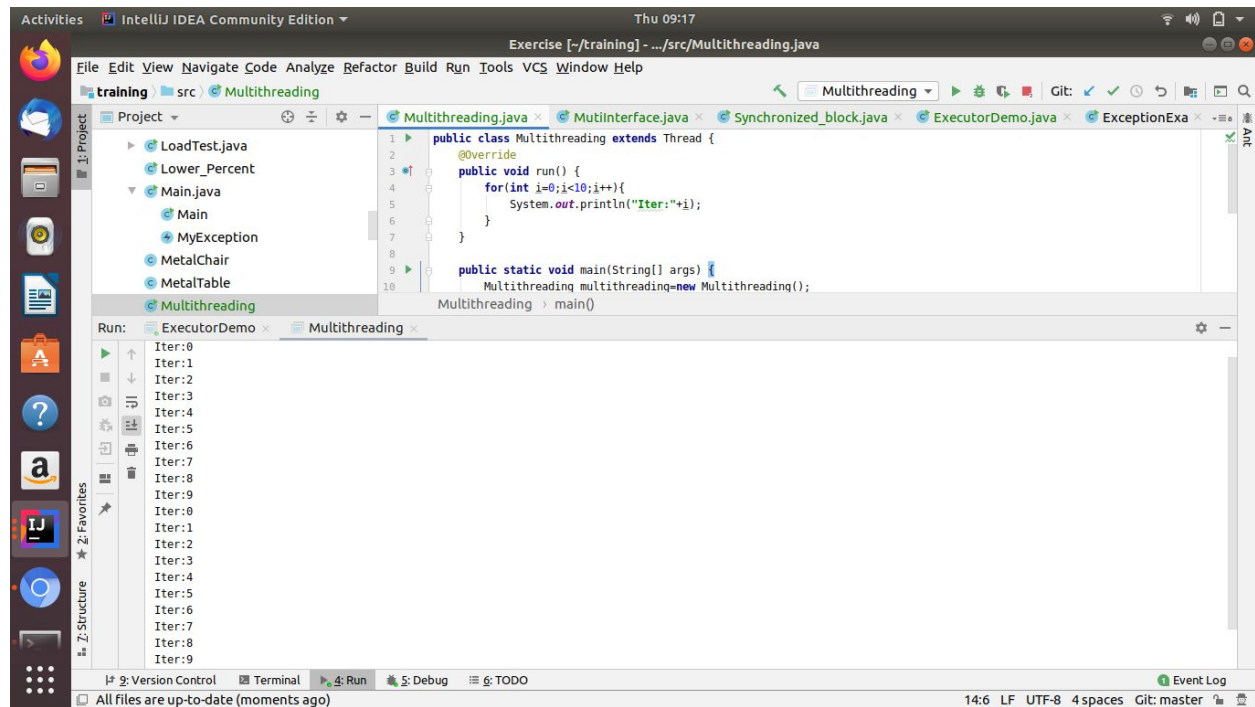 Activities IntelliJ IDEA Community Edition Thu 09:17
Exercise [~/training] - .../src/Multithreading.java
File Edit View Navigate Code Analyze Refactor Build Run Tools VCS Window Help
training src Multithreading Multithreading Git:
1: Project
Project
Multithreading.java MutiInterface.java Synchronized_block.java ExecutorDemo.java ExceptionExa
Ant
LoadTest.java
Lower_Percent
Main.java
Main
MyException
MetalChair
MetalTable
Multithreading
1 public class Multithreading extends Thread {
2 @Override
3 public void run() {
4 for(int i=0;i<10;i++){
5 System.out.println("Iter:"+i);
6 }
7 }
8
9 public static void main(String[] args) {
10 Multithreading multithreading=new Multithreading();
Multithreading main()
Run: ExecutorDemo Multithreading
Iter:0
Iter:1
Iter:2
Iter:3
Iter:4
Iter:5
Iter:6
Iter:7
Iter:8
Iter:9
Iter:0
Iter:1
Iter:2
Iter:3
Iter:4
Iter:5
Iter:6
Iter:7
Iter:8
Iter:9
2: Favorites
Z: Structure
a
IJ
9: Version Control Terminal 4: Run 5: Debug 6: TODO 1 Event Log
All files are up-to-date (moments ago) 14:6 LF UTF-8 4 spaces Git: master